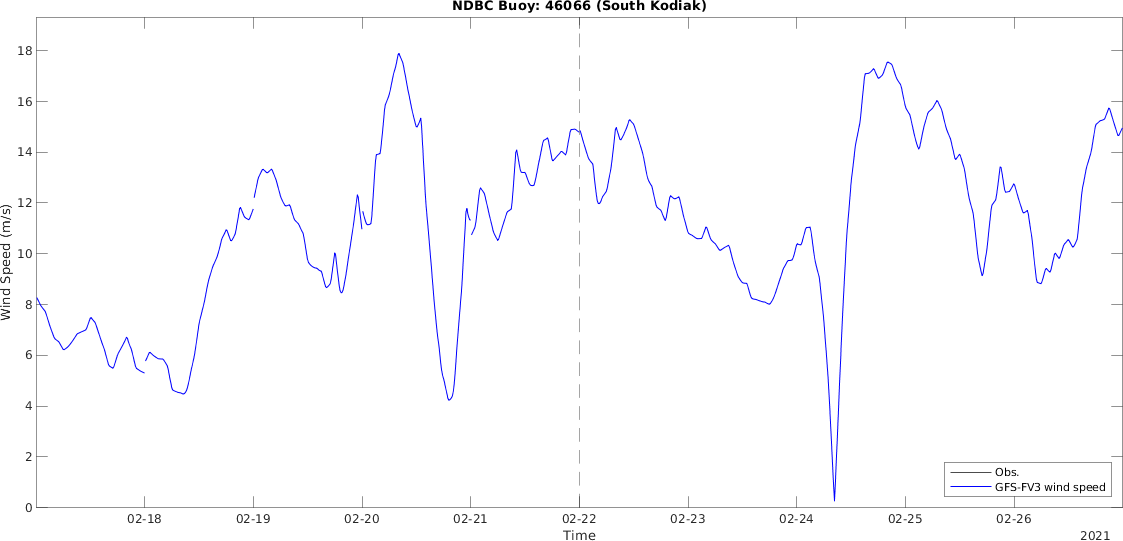 NDBC Buoy: 46066 (South Kodiak)
Wind Speed (m/s)
18
16
14
12
10
8
6
4
2
0
02-18 02-19 02-20 02-21 02-22 02-23 02-24 02-25 02-26
Time
2021
Obs.
GFS-FV3 wind speed